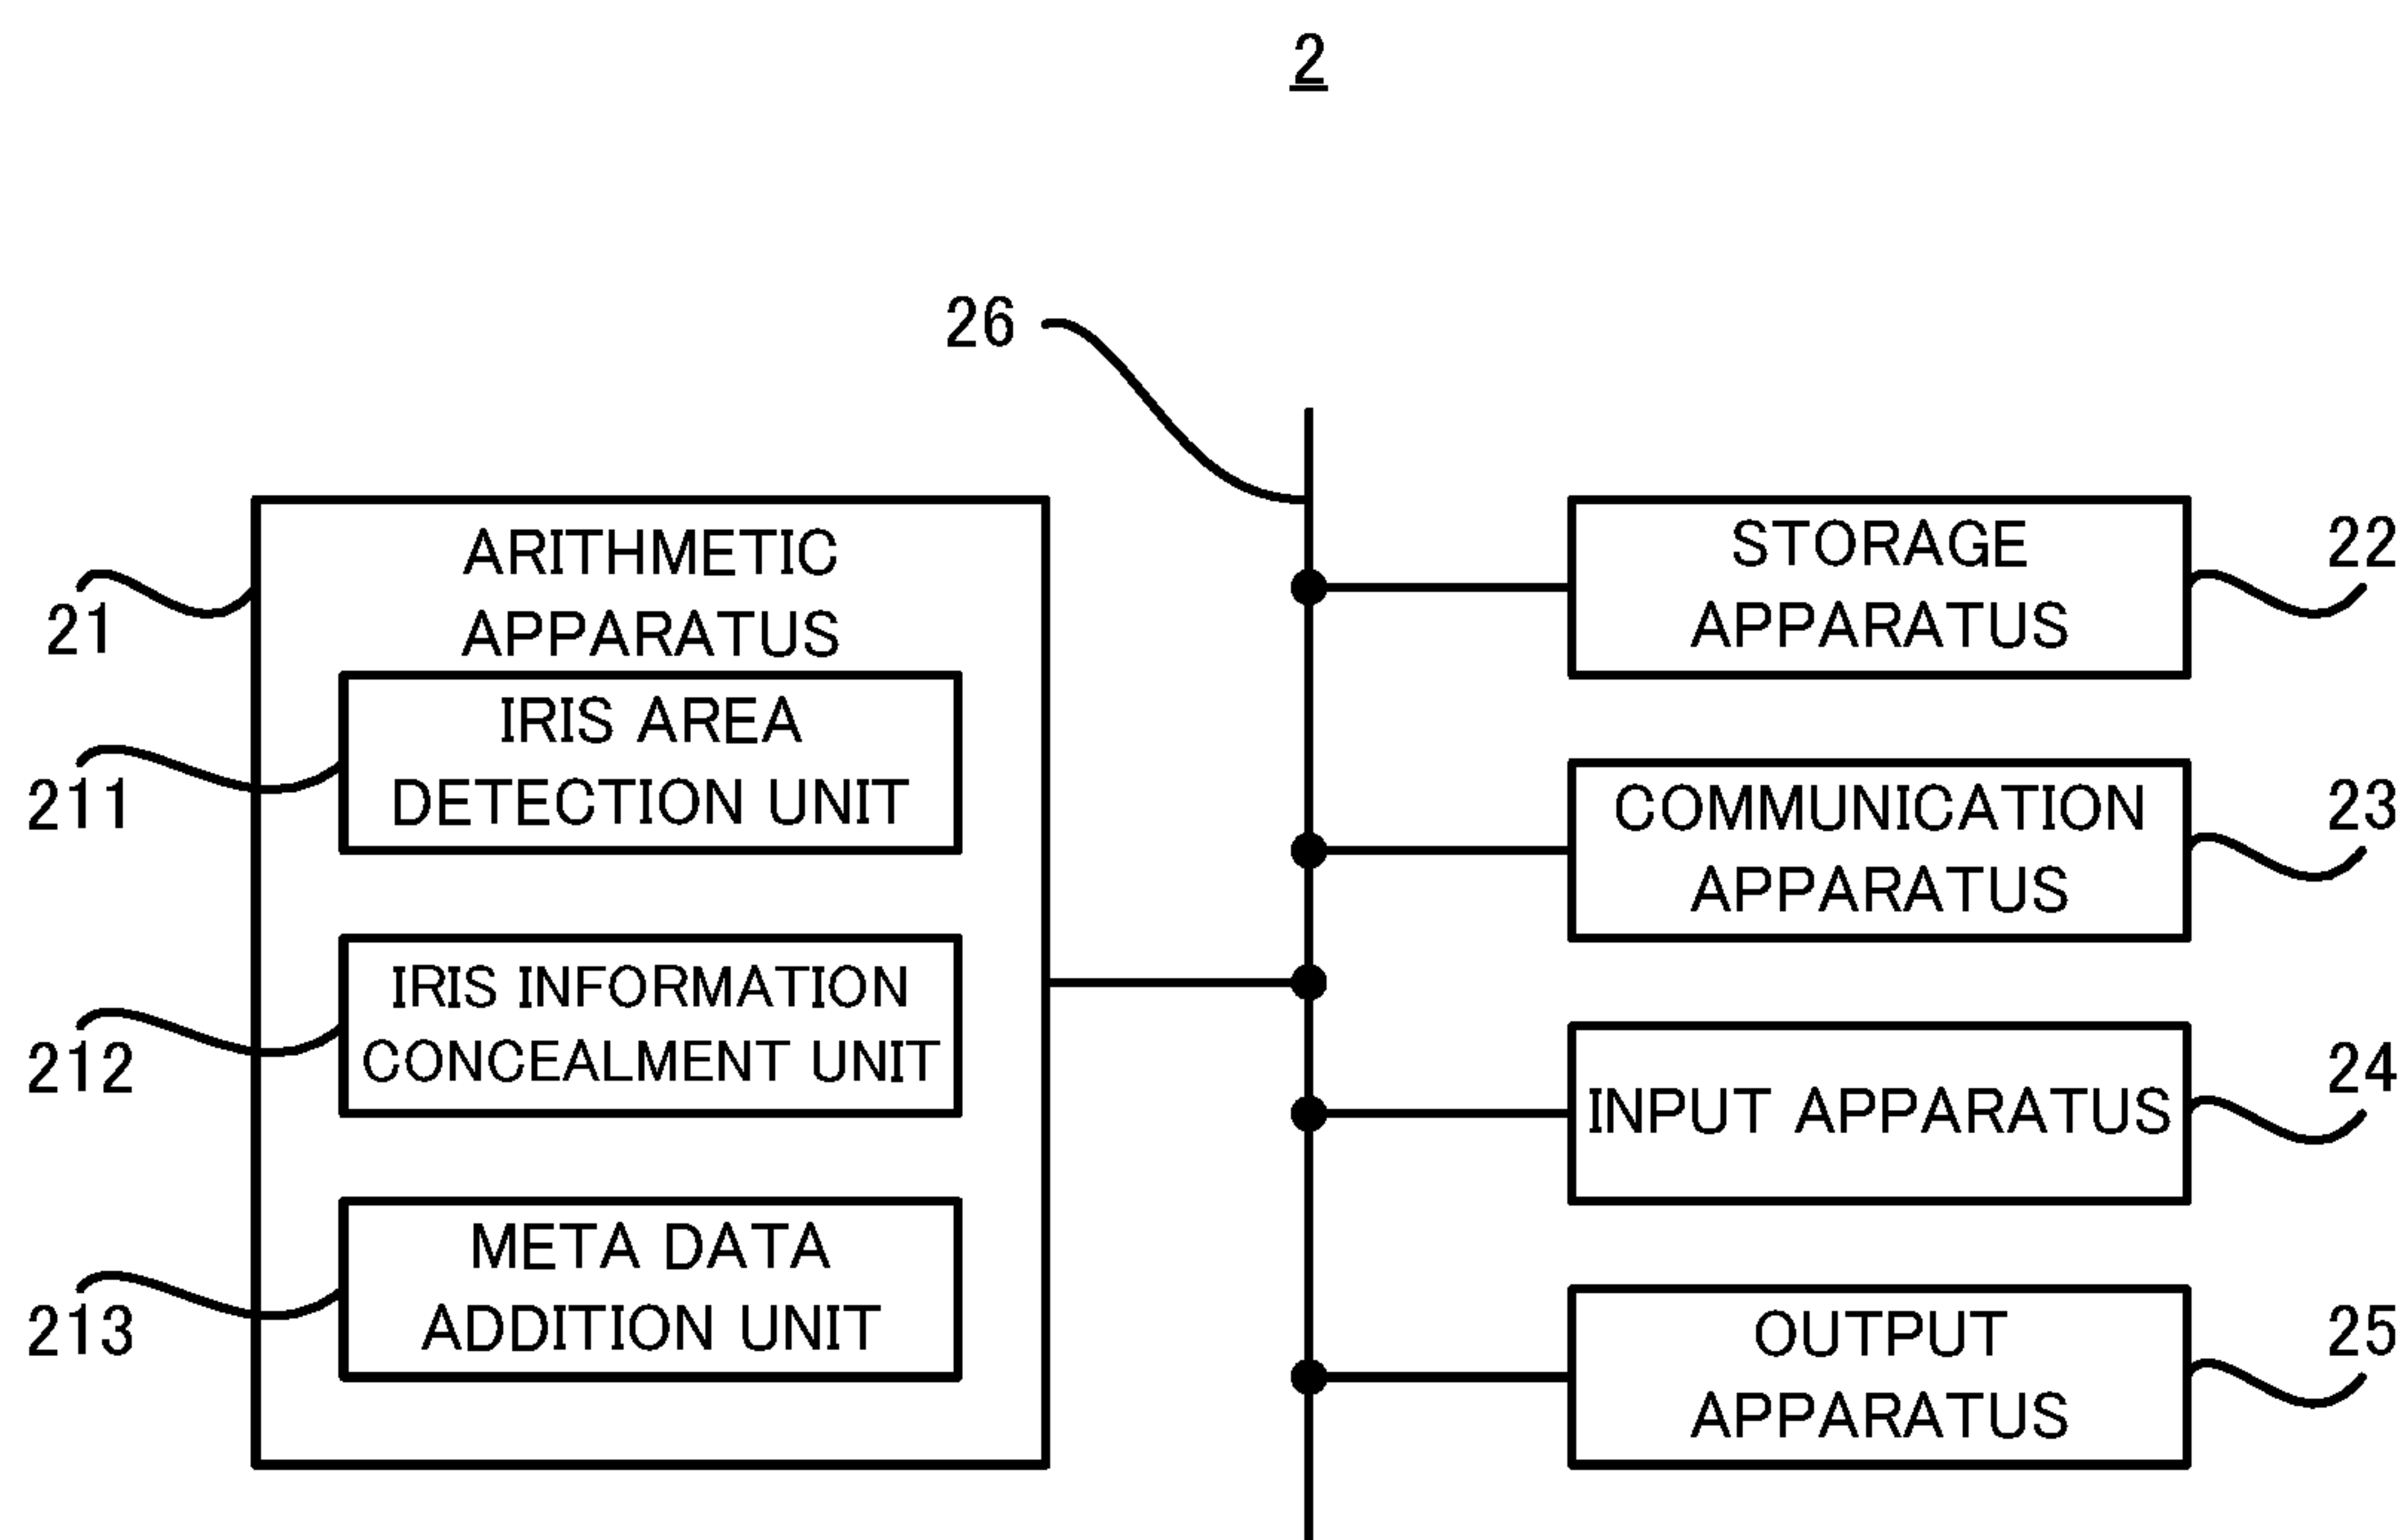 2
26
ARITHMETIC
APPARATUS
21
IRIS AREA
DETECTION UNIT
211
IRIS INFORMATION
CONCEALMENT UNIT
212
META DATA
ADDITION UNIT
213
STORAGE
APPARATUS
22
COMMUNICATION
APPARATUS
23
INPUT APPARATUS
24
OUTPUT
APPARATUS
25